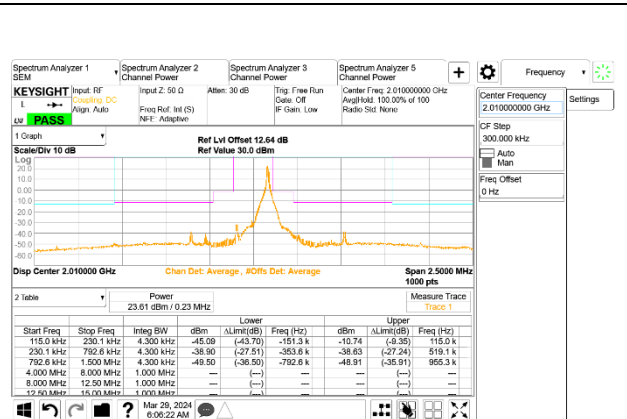 Spectrum Analyzer 1
SEM
Spectrum Analyzer 2
Channel Power
Spectrum Analyzer 3
Channel Power
Spectrum Analyzer 5
Channel Power
+
Frequency
KEYSIGHT
L
PASS
Input: RF
Coupling: DC
Align: Auto
Input Z: 50 Ω
Freq Ref: Int (S)
NFE: Adaptive
Atten: 30 dB
Trig: Free Run
Gate: Off
IF Gain: Low
Center Freq: 2.010000000 GHz
Avg|Hold: 100.00% of 100
Radio Std: None
Center Frequency
2.010000000 GHz
Settings
CF Step
300.000 kHz
Auto
Man
Freq Offset
0 Hz
1 Graph
Scale/Div 10 dB
Ref Lvl Offset 12.64 dB
Ref Value 30.0 dBm
Log
20.0
10.0
0.00
-10.0
-20.0
-30.0
-40.0
-50.0
-60.0
Disp Center 2.010000 GHz
Chan Det: Average , #Offs Det: Average
Span 2.5000 MHz
1000 pts
2 Table
Power
23.61 dBm / 0.23 MHz
Measure Trace
Trace 1
Lower Upper
Start Freq Stop Freq Integ BW dBm ΔLimit(dB) Freq (Hz) dBm ΔLimit(dB) Freq (Hz)
115.0 kHz 230.1 kHz 4.300 kHz -45.09 (-43.70) -151.3 k -10.74 (-9.35) 115.0 k
230.1 kHz 792.6 kHz 4.300 kHz -38.90 (-27.51) -353.6 k -38.63 (-27.24) 519.1 k
792.6 kHz 1.500 MHz 4.300 kHz -49.50 (-36.50) -792.6 k -48.91 (-35.91) 955.3 k
4.000 MHz 8.000 MHz 1.000 MHz --- (---) --- --- (---) ---
8.000 MHz 12.50 MHz 1.000 MHz --- (---) --- --- (---) ---
12.50 MHz 15.00 MHz 1.000 MHz --- (---) --- --- (---) ---
?
Mar 29, 2024
6:06:22 AM